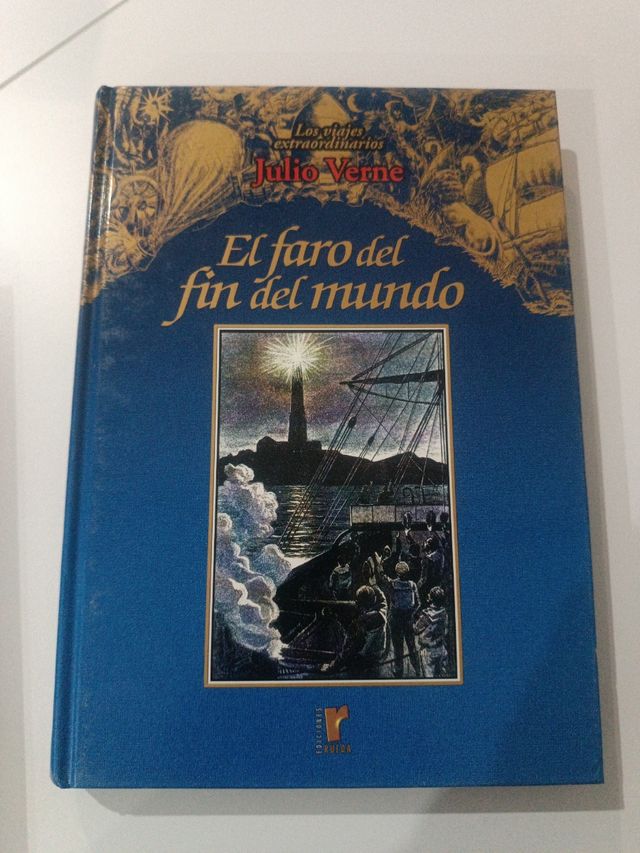 Los viajes
extraordinarios
Julio Verne
El faro del
fin del mundo
EDICIONES
r
RUEDA